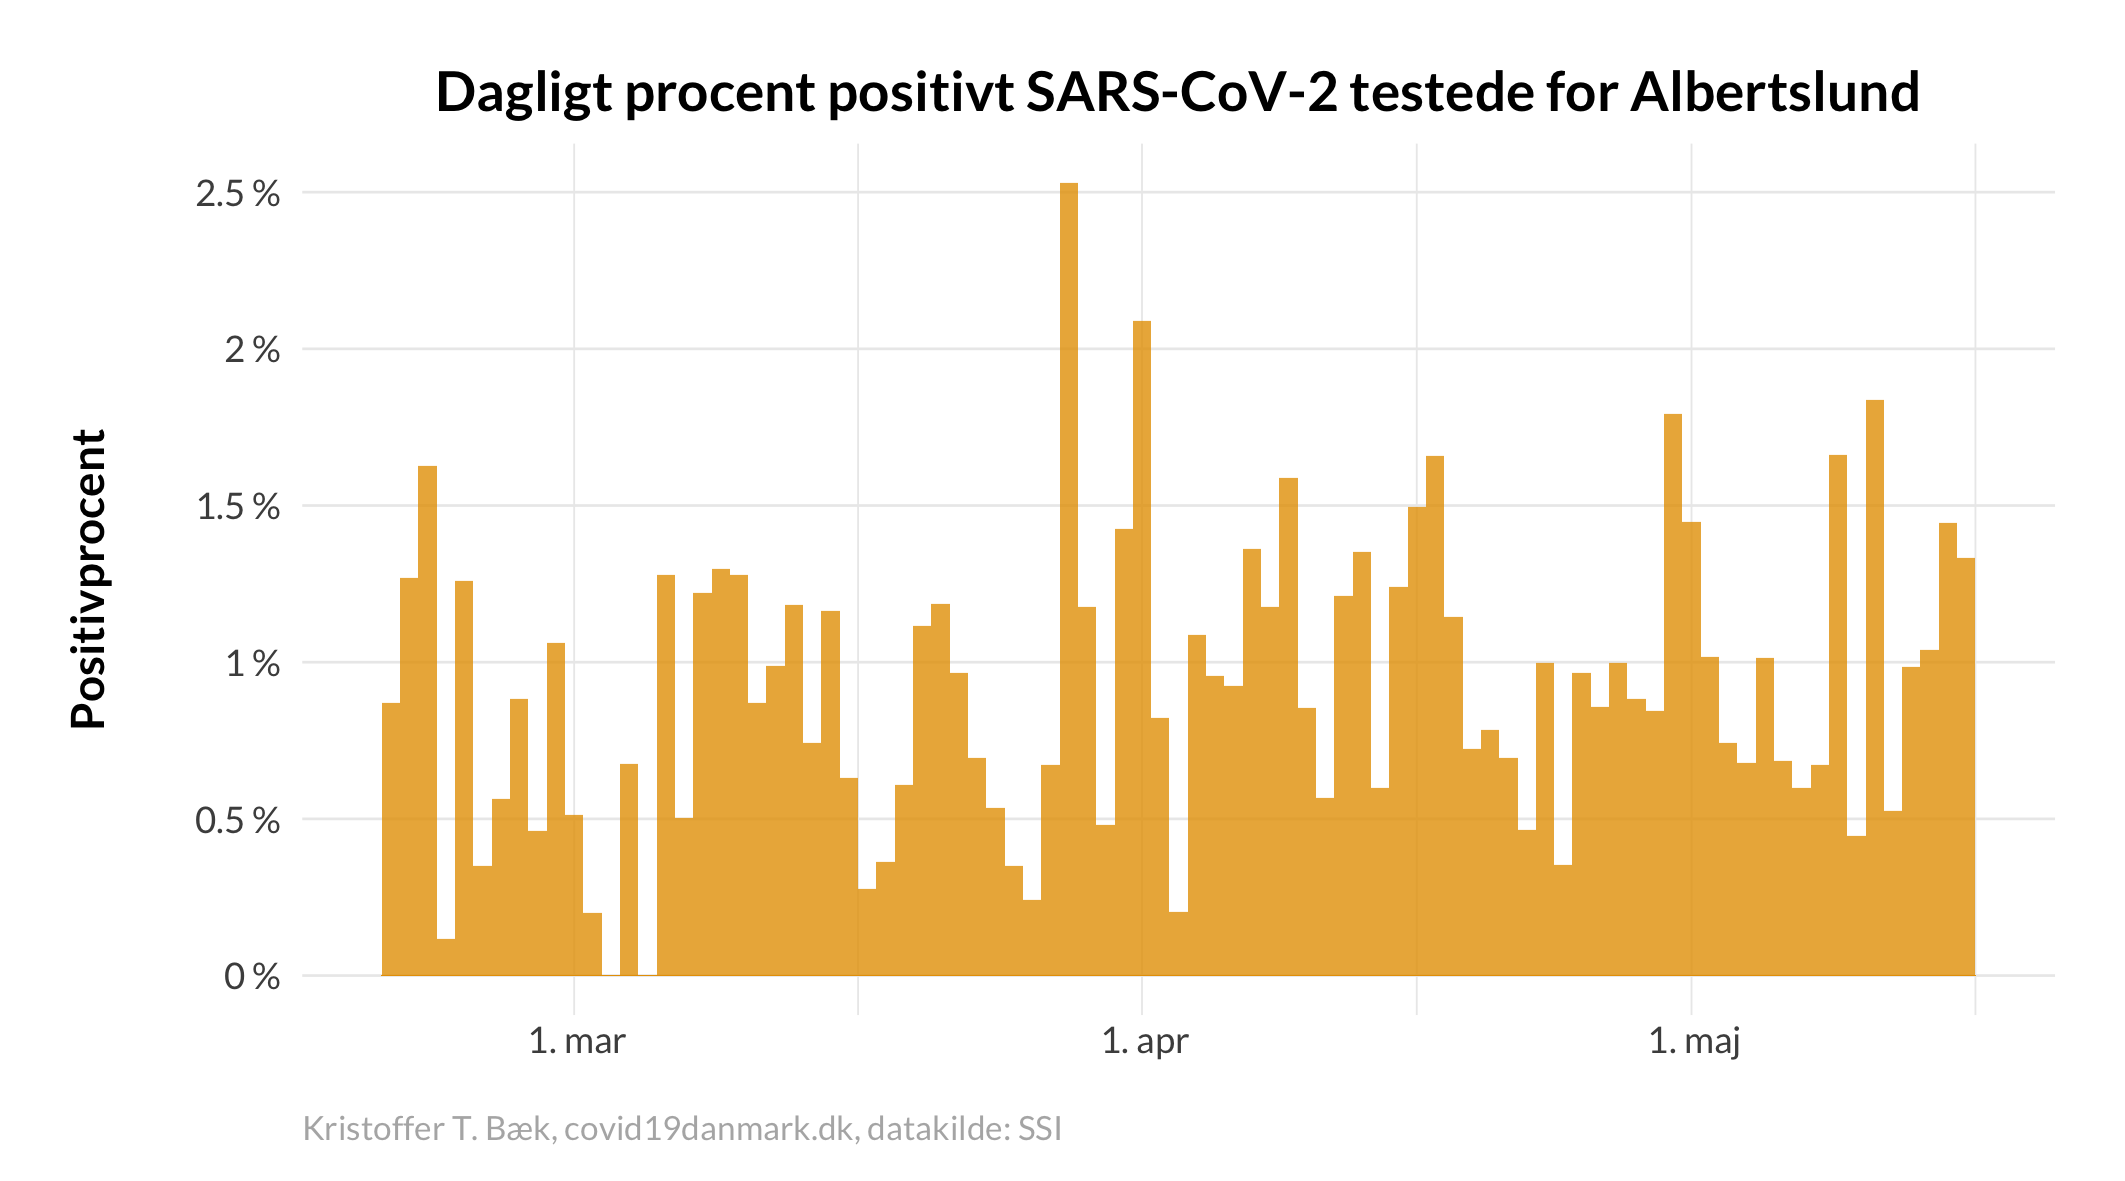 Dagligt procent positivt SARS-CoV-2 testede for Albertslund
Positivprocent
2.5 %
2 %
1.5 %
1 %
0.5 %
0 %
1. mar
1. apr
1. maj
Kristoffer T. Bæk, covid19danmark.dk, datakilde: SSI